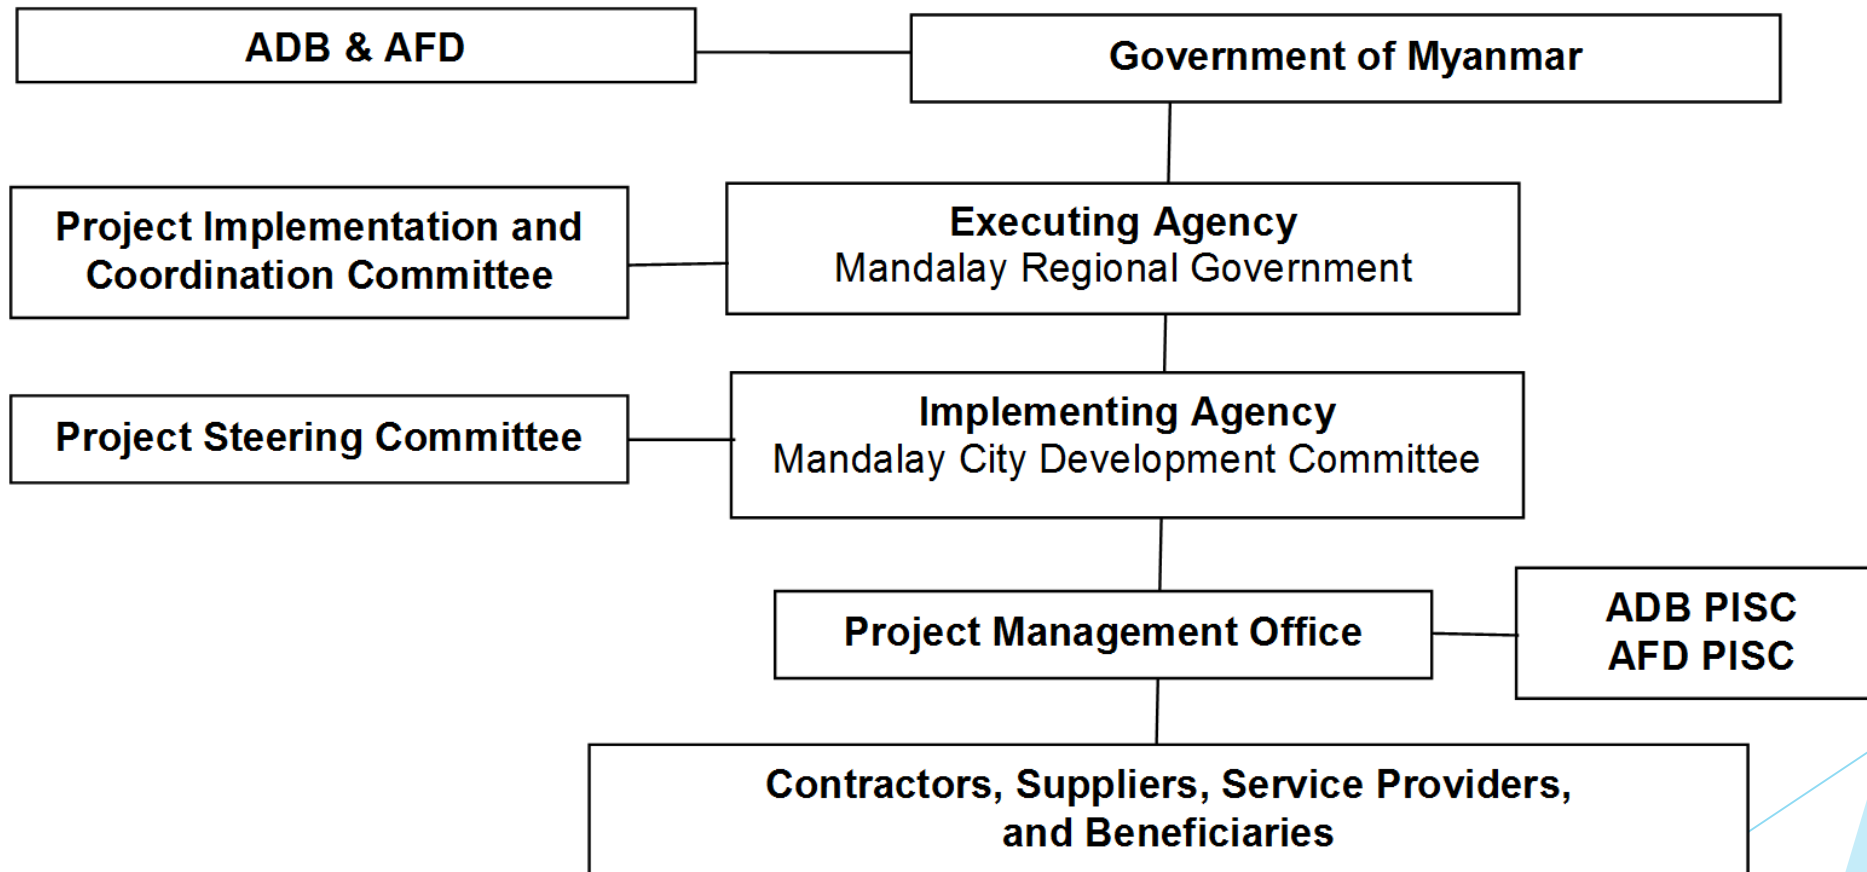 ADB & AFD
Government of Myanmar
Project Implementation and
Coordination Committee
Executing Agency
Mandalay Regional Government
Project Steering Committee
Implementing Agency
Mandalay City Development Committee
Project Management Office
ADB PISC
AFD PISC
Contractors, Suppliers, Service Providers,
and Beneficiaries